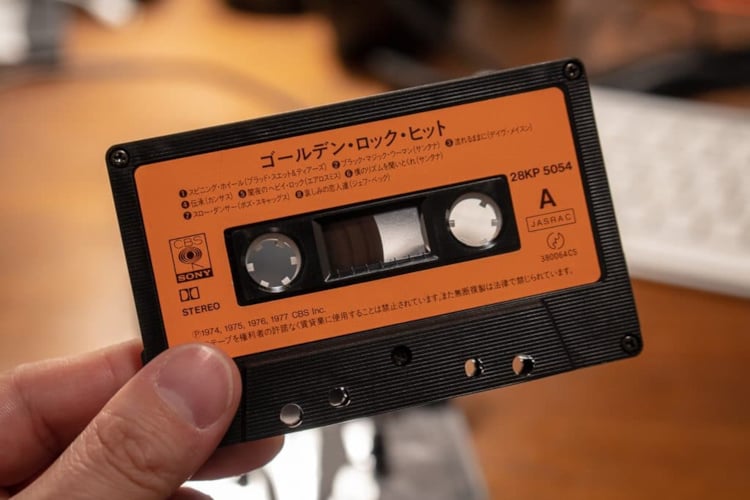 ゴールデン・ロック・ヒット
❶スピニング・ホイール(ブラッド・スエット&ティアーズ) ❷ブラック・マジック・ウーマン(サンタナ) ❸流れるままに(デイヴ・メイスン)
❹伝承(カンサス) ❺闇夜のヘビイ・ロック(エアロスミス) ❻僕のリズムを聞いとくれ(サンタナ)
❼スロー・ダンサー(ボズ・スキャッグス) ❽哀しみの恋人達(ジェフ・ベック)
28KP 5054
A
JASRAC
380064CS
CBS
SONY
STEREO
Ⓟ1974, 1975, 1976, 1977 CBS Inc.
テープを権利者の許諾なく賃貸業に使用することは禁止されています。また無断複製は法律で禁じられています。